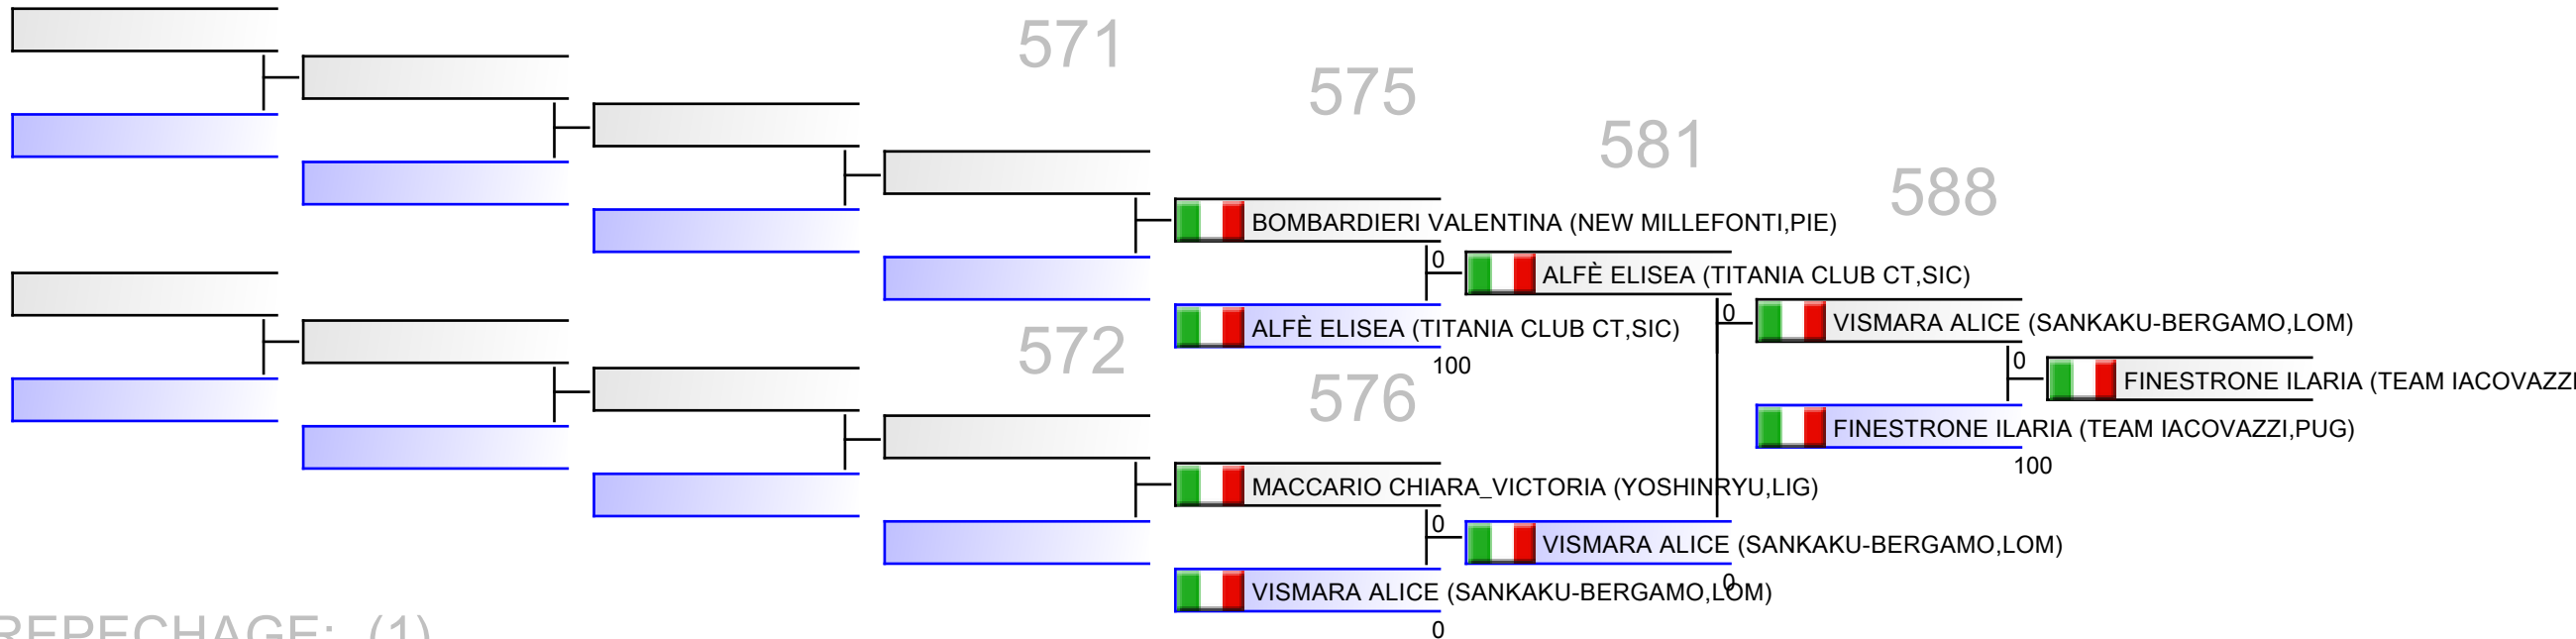 571
575
581
588
BOMBARDIERI VALENTINA (NEW MILLEFONTI,PIE)
0
ALFÈ ELISEA (TITANIA CLUB CT,SIC)
ALFÈ ELISEA (TITANIA CLUB CT,SIC)
100
0
VISMARA ALICE (SANKAKU-BERGAMO,LOM)
0
FINESTRONE ILARIA (TEAM IACOVAZZI
FINESTRONE ILARIA (TEAM IACOVAZZI,PUG)
100
572
576
MACCARIO CHIARA_VICTORIA (YOSHINRYU,LIG)
0
VISMARA ALICE (SANKAKU-BERGAMO,LOM)
0
VISMARA ALICE (SANKAKU-BERGAMO,LOM)
0
REPECHAGE: (1)